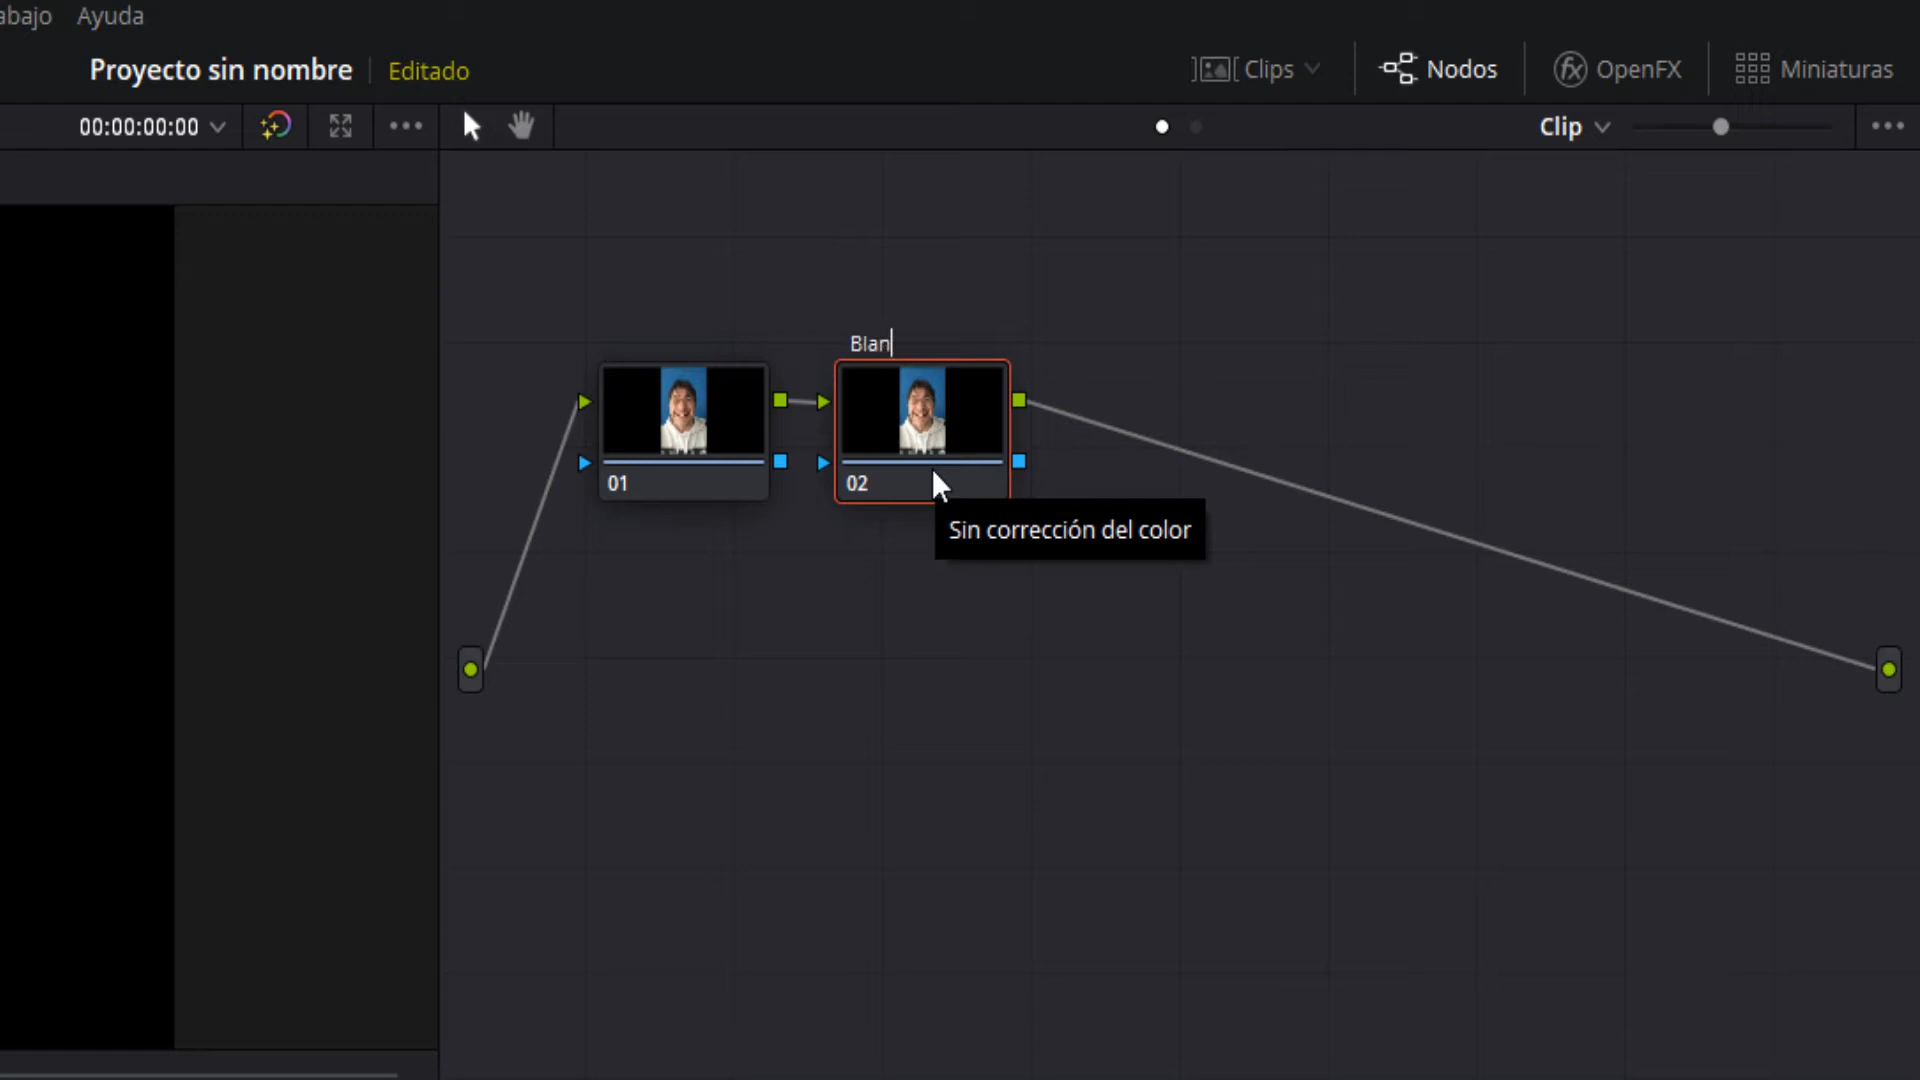 abajo Ayuda
Proyecto sin nombre Editado
Clips Nodos OpenFX Miniaturas
00:00:00:00 Clip
Blan
01 02
Sin corrección del color